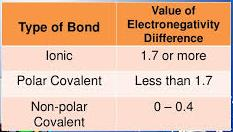 Type of Bond
Value of
Electronegativity
Difference
Ionic
1.7 or more
Polar Covalent
Less than 1.7
Non-polar
Covalent
0 – 0.4